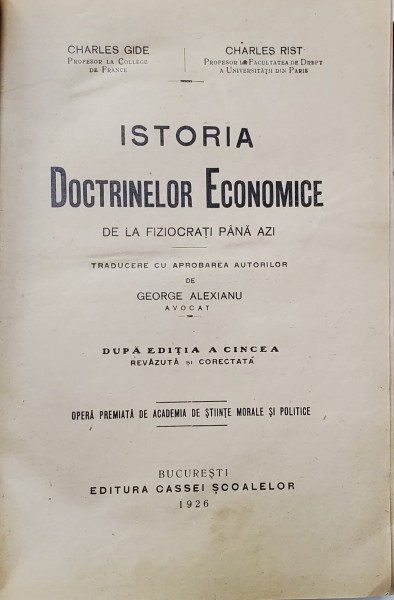 CHARLES GIDE
PROFESOR LA COLLEGE
DE FRANCE
CHARLES RIST
PROFESOR LA FACULTATEA DE DREPT
A UNIVERSITĂȚII DIN PARIS
ISTORIA
DOCTRINELOR ECONOMICE
DE LA FIZIOCRAȚI PÂNĂ AZI
TRADUCERE CU APROBAREA AUTORILOR
DE
GEORGE ALEXIANU
AVOCAT
DUPĂ EDIȚIA A CINCEA
REVĂZUTĂ și CORECTATĂ
OPERĂ PREMIATĂ DE ACADEMIA DE ȘTIINȚE MORALE ȘI POLITICE
BUCUREȘTI
EDITURA CASSEI ȘCOALELOR
1926